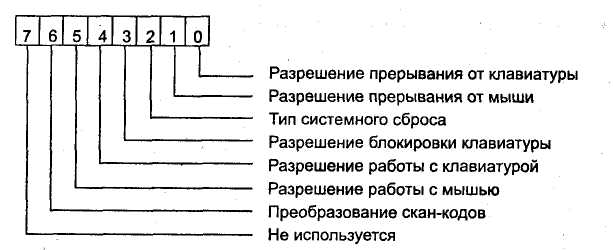 7 6 5 4 3 2 1 0
Разрешение прерывания от клавиатуры
Разрешение прерывания от мыши
Тип системного сброса
Разрешение блокировки клавиатуры
Разрешение работы с клавиатурой
Разрешение работы с мышью
Преобразование скан-кодов
Не используется